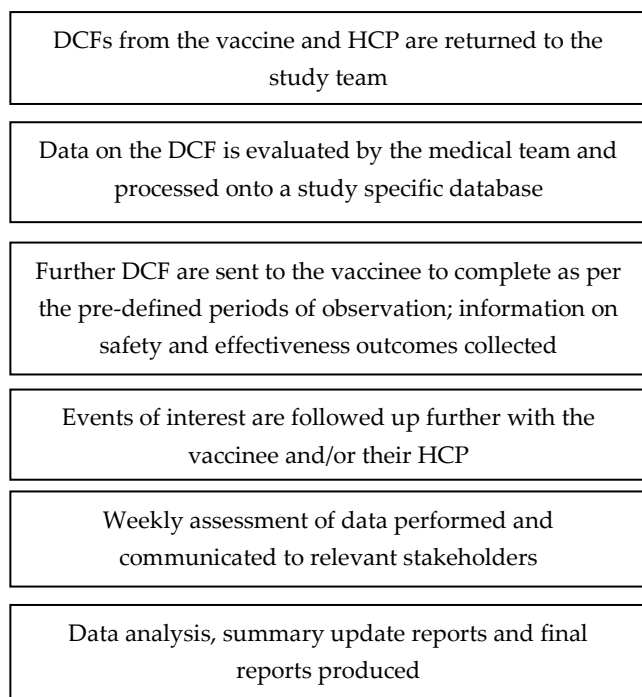 DCFs from the vaccine and HCP are returned to the
study team
Data on the DCF is evaluated by the medical team and
processed onto a study specific database
Further DCF are sent to the vaccinee to complete as per
the pre-defined periods of observation; information on
safety and effectiveness outcomes collected
Events of interest are followed up further with the
vaccinee and/or their HCP
Weekly assessment of data performed and
communicated to relevant stakeholders
Data analysis, summary update reports and final
reports produced